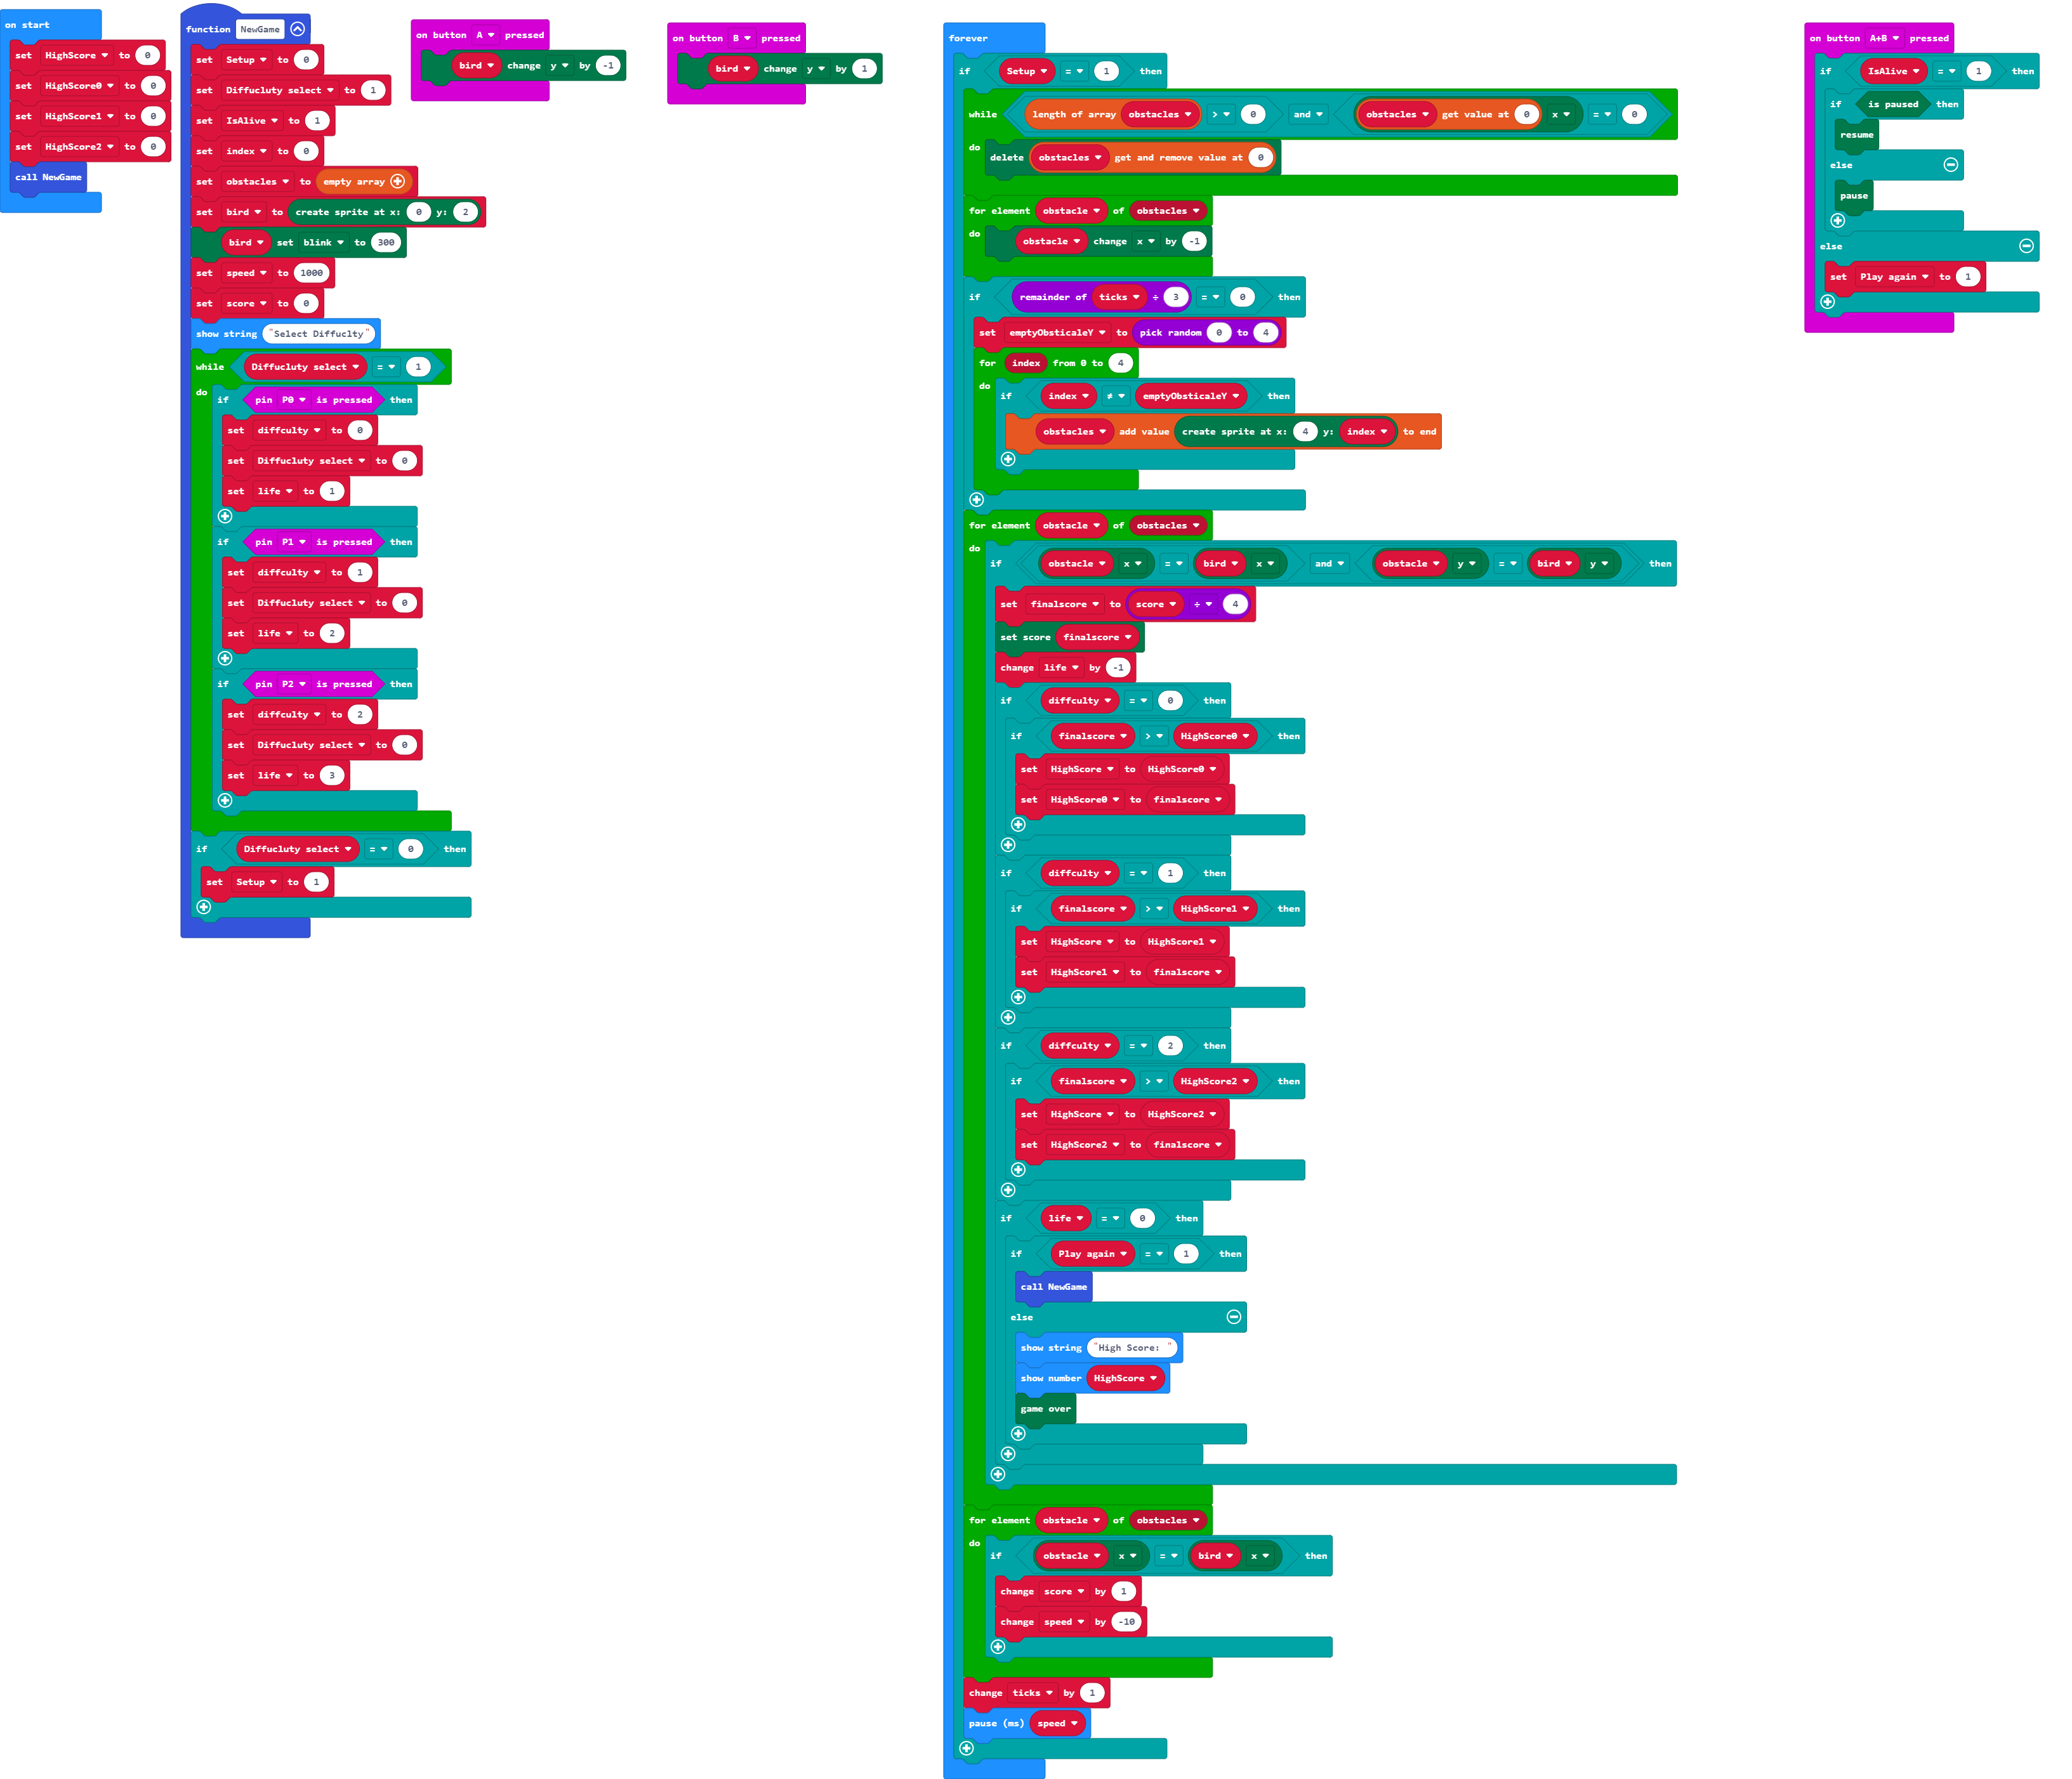 on start
set HighScore to 0
set HighScore0 to 0
set HighScore1 to 0
set HighScore2 to 0
call NewGame
function NewGame
set Setup to 0
set Diffucluty select to 1
set IsAlive to 1
set index to 0
set obstacles to empty array
set bird to create sprite at x: 0 y: 2
bird set blink to 300
set speed to 1000
set score to 0
show string "Select Diffuclty"
while Diffucluty select = 1
do if pin P0 is pressed then
set diffculty to 0
set Diffucluty select to 0
set life to 1
if pin P1 is pressed then
set diffculty to 1
set Diffucluty select to 0
set life to 2
if pin P2 is pressed then
set diffculty to 2
set Diffucluty select to 0
set life to 3
if Diffucluty select = 0 then
set Setup to 1
on button A pressed
bird change y by -1
on button B pressed
bird change y by 1
forever
if Setup = 1 then
while length of array obstacles > 0 and obstacles get value at 0 x = 0
do delete obstacles get and remove value at 0
for element obstacle of obstacles
do obstacle change x by -1
if remainder of ticks ÷ 3 = 0 then
set emptyObsticaleY to pick random 0 to 4
for index from 0 to 4
do if index ≠ emptyObsticaleY then
obstacles add value create sprite at x: 4 y: index to end
for element obstacle of obstacles
do if obstacle x = bird x and obstacle y = bird y then
set finalscore to score ÷ 4
set score finalscore
change life by -1
if diffculty = 0 then
if finalscore > HighScore0 then
set HighScore to HighScore0
set HighScore0 to finalscore
if diffculty = 1 then
if finalscore > HighScore1 then
set HighScore to HighScore1
set HighScore1 to finalscore
if diffculty = 2 then
if finalscore > HighScore2 then
set HighScore to HighScore2
set HighScore2 to finalscore
if life = 0 then
if Play again = 1 then
call NewGame
else
show string "High Score: "
show number HighScore
game over
for element obstacle of obstacles
do if obstacle x = bird x then
change score by 1
change speed by -10
change ticks by 1
pause (ms) speed
on button A+B pressed
if IsAlive = 1 then
if is paused then
resume
else
pause
else
set Play again to 1